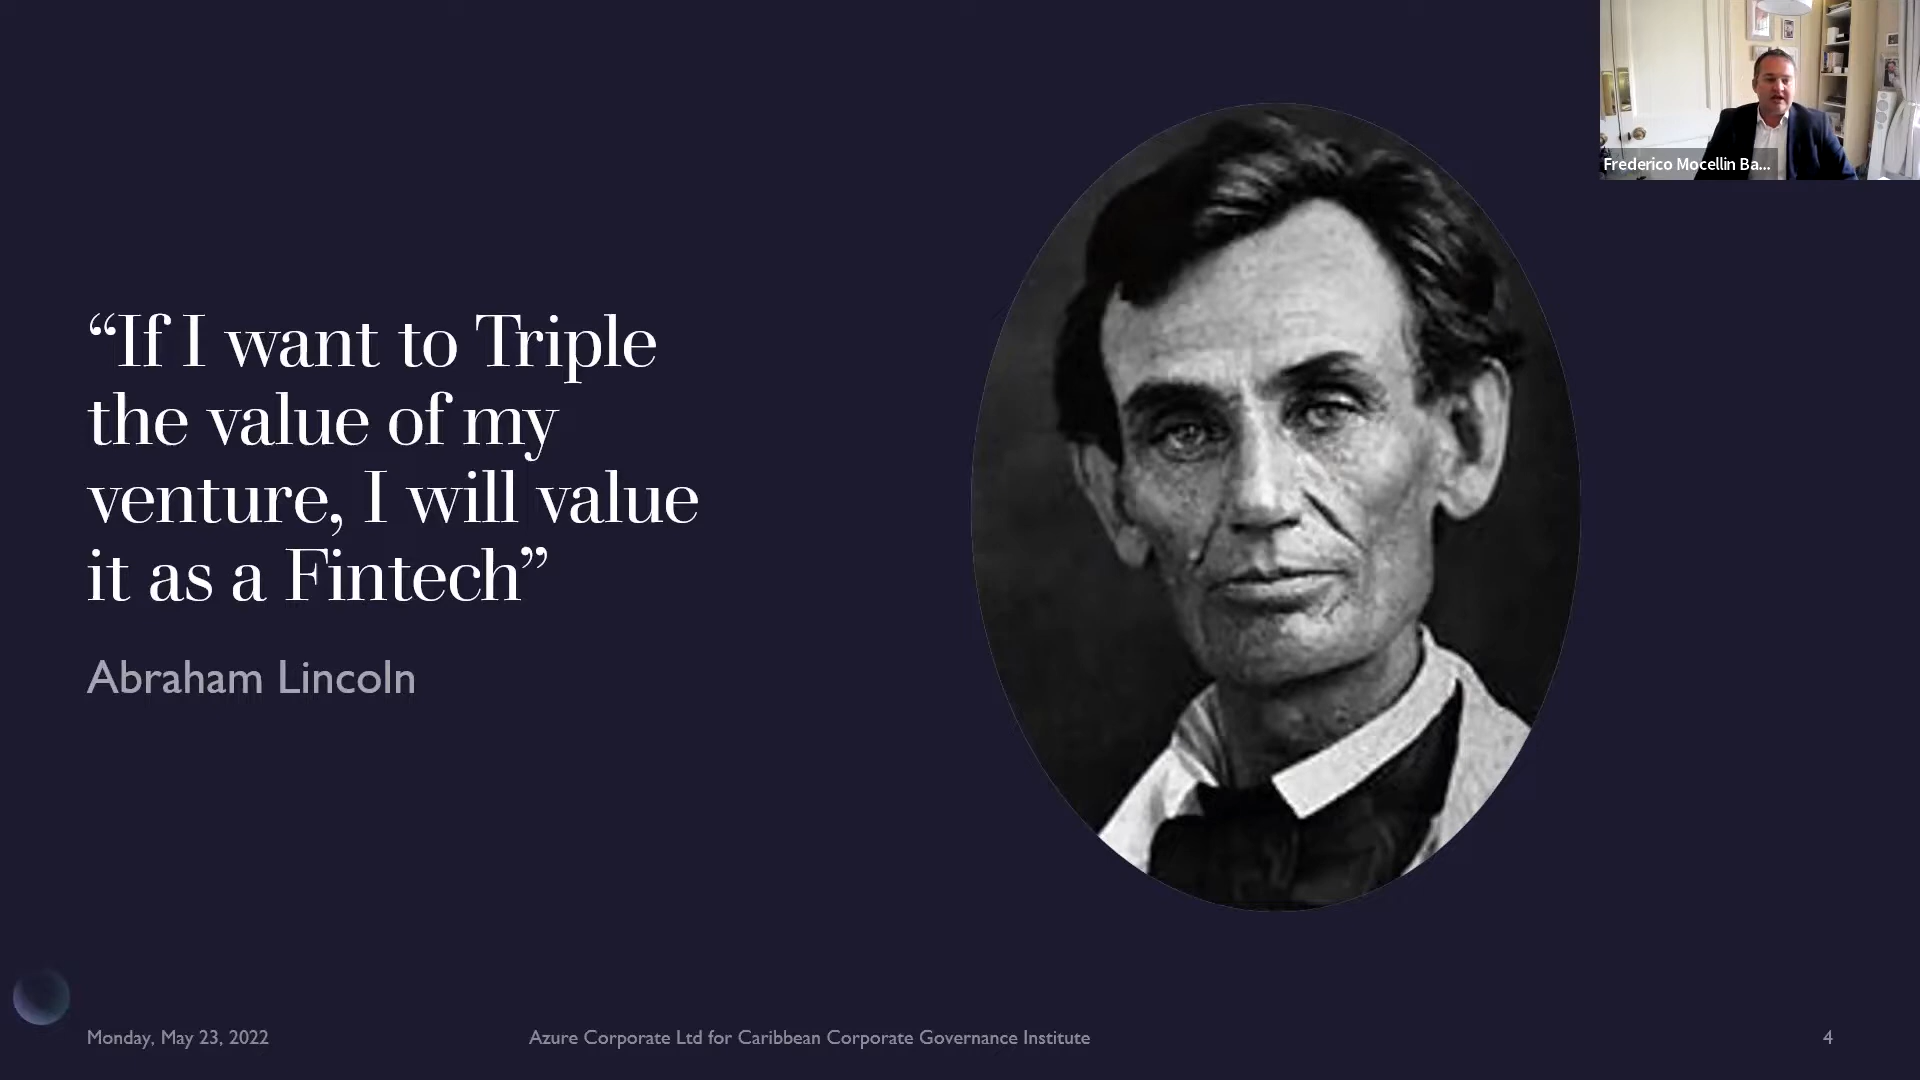 Frederico Mocellin Ba...
“If I want to Triple
the value of my
venture, I will value
it as a Fintech”
Abraham Lincoln
Monday, May 23, 2022
Azure Corporate Ltd for Caribbean Corporate Governance Institute
4